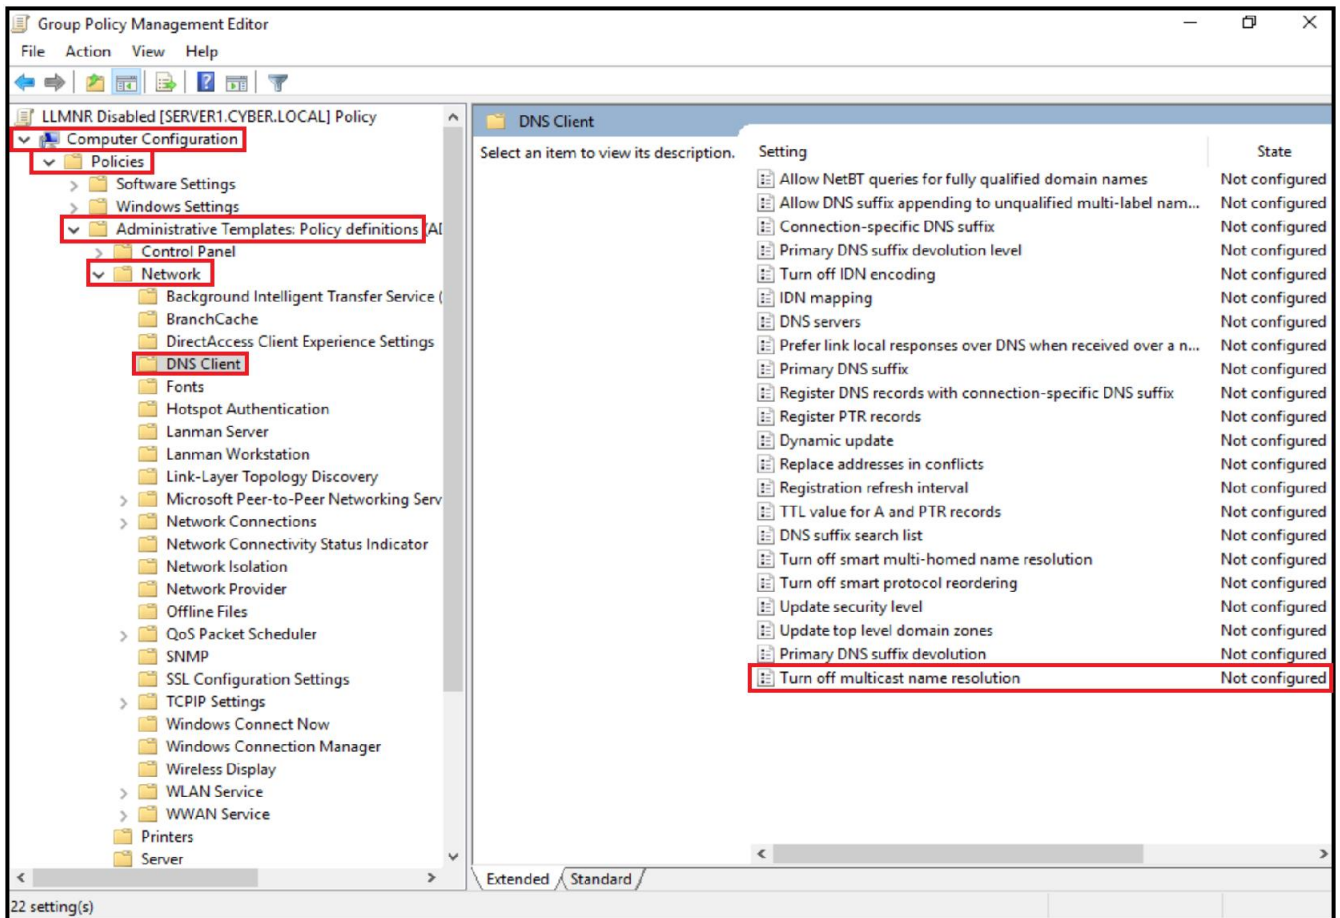 Group Policy Management Editor
File Action View Help
LLMNR Disabled [SERVER1.CYBER.LOCAL] Policy
Computer Configuration
Policies
Software Settings
Windows Settings
Administrative Templates: Policy definitions (AI
Control Panel
Network
Background Intelligent Transfer Service (
BranchCache
DirectAccess Client Experience Settings
DNS Client
Fonts
Hotspot Authentication
Lanman Server
Lanman Workstation
Link-Layer Topology Discovery
Microsoft Peer-to-Peer Networking Serv
Network Connections
Network Connectivity Status Indicator
Network Isolation
Network Provider
Offline Files
QoS Packet Scheduler
SNMP
SSL Configuration Settings
TCPIP Settings
Windows Connect Now
Windows Connection Manager
Wireless Display
WLAN Service
WWAN Service
Printers
Server
DNS Client
Select an item to view its description.
Setting State
Allow NetBT queries for fully qualified domain names Not configured
Allow DNS suffix appending to unqualified multi-label nam... Not configured
Connection-specific DNS suffix Not configured
Primary DNS suffix devolution level Not configured
Turn off IDN encoding Not configured
IDN mapping Not configured
DNS servers Not configured
Prefer link local responses over DNS when received over a n... Not configured
Primary DNS suffix Not configured
Register DNS records with connection-specific DNS suffix Not configured
Register PTR records Not configured
Dynamic update Not configured
Replace addresses in conflicts Not configured
Registration refresh interval Not configured
TTL value for A and PTR records Not configured
DNS suffix search list Not configured
Turn off smart multi-homed name resolution Not configured
Turn off smart protocol reordering Not configured
Update security level Not configured
Update top level domain zones Not configured
Primary DNS suffix devolution Not configured
Turn off multicast name resolution Not configured
Extended Standard
22 setting(s)